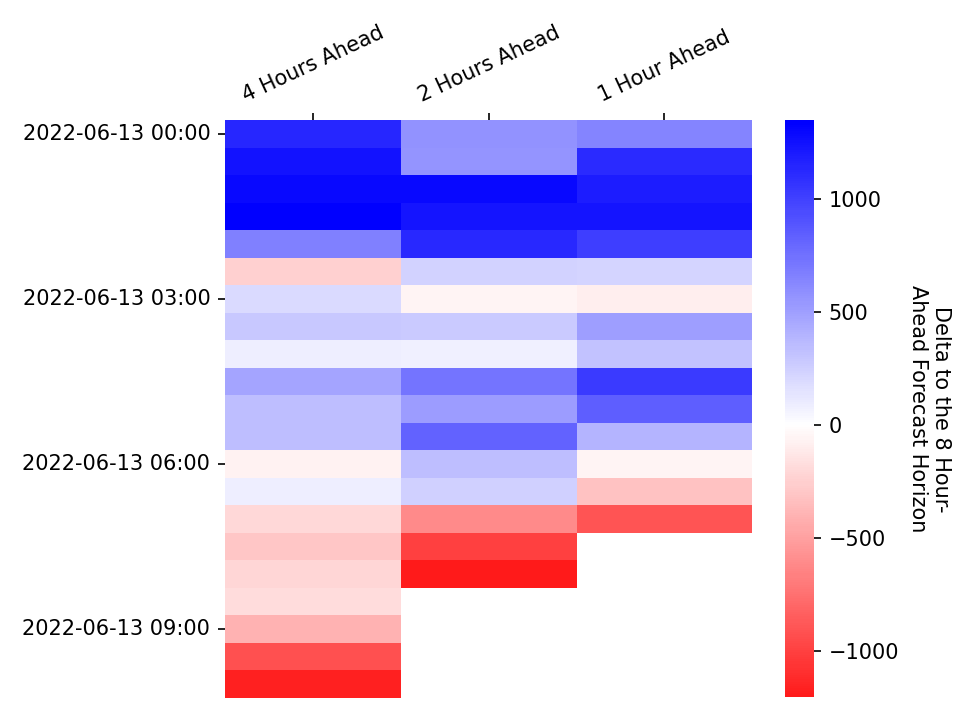 4 Hours Ahead
2 Hours Ahead
1 Hour Ahead
2022-06-13 00:00
2022-06-13 03:00
2022-06-13 06:00
2022-06-13 09:00
1000
500
0
−500
−1000
Delta to the 8 Hour-
Ahead Forecast Horizon